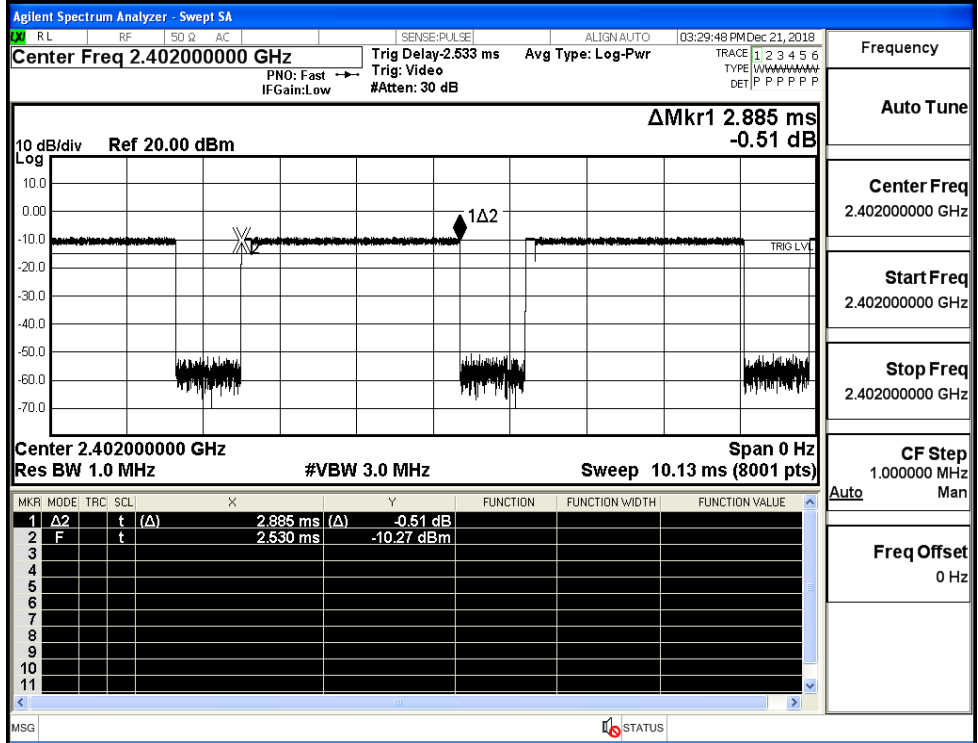 Agilent Spectrum Analyzer - Swept SA
LXI RL RF 50 Ω AC SENSE:PULSE ALIGN AUTO 03:29:48 PM Dec 21, 2018
Center Freq 2.402000000 GHz
PNO: Fast
IFGain:Low
Trig Delay-2.533 ms
Trig: Video
#Atten: 30 dB
Avg Type: Log-Pwr
TRACE 1 2 3 4 5 6
TYPE WWWWWW
DET P P P P P P
ΔMkr1 2.885 ms
-0.51 dB
10 dB/div Ref 20.00 dBm
Log
10.0
0.00
-10.0
-20.0
-30.0
-40.0
-50.0
-60.0
-70.0
1Δ2
2
TRIG LVL
Center 2.402000000 GHz Span 0 Hz
Res BW 1.0 MHz #VBW 3.0 MHz Sweep 10.13 ms (8001 pts)
MKR MODE TRC SCL X Y FUNCTION FUNCTION WIDTH FUNCTION VALUE
1 Δ2 t (Δ) 2.885 ms (Δ) -0.51 dB
2 F t 2.530 ms -10.27 dBm
3
4
5
6
7
8
9
10
11
MSG STATUS
Frequency
Auto Tune
Center Freq
2.402000000 GHz
Start Freq
2.402000000 GHz
Stop Freq
2.402000000 GHz
CF Step
1.000000 MHz
Auto Man
Freq Offset
0 Hz